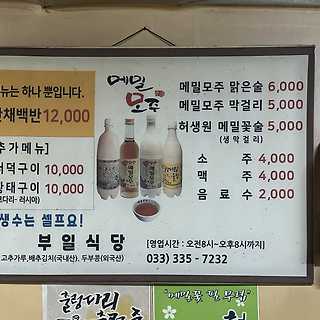 뉴는 하나 뿐입니다.
산채백반 12,000
추가메뉴]
더덕구이 10,000
황태구이 10,000
코다리- 러시아)
생수는 셀프요!
메밀
모주
메밀모주 맑은술 6,000
메밀모주 막걸리 5,000
허생원 메밀꽃술 5,000
(생막걸리)
소 주 4,000
맥 주 4,000
음 료 수 2,000
부일식당
[영업시간 : 오전8시~오후8시까지]
고추가루,배추김치(국내산), 두부콩(외국산)
033) 335 - 7232
"메밀꽃 필 무렵"